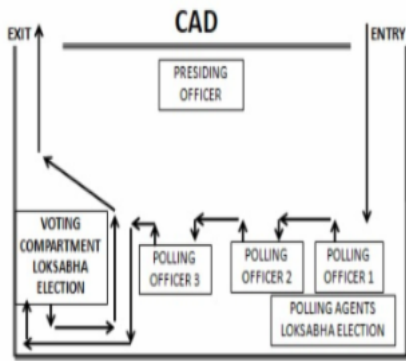 CAD
EXIT
ENTRY
PRESIDING
OFFICER
VOTING
COMPARTMENT
LOKSABHA
ELECTION
POLLING
OFFICER 3
POLLING
OFFICER 2
POLLING
OFFICER 1
POLLING AGENTS
LOKSABHA ELECTION